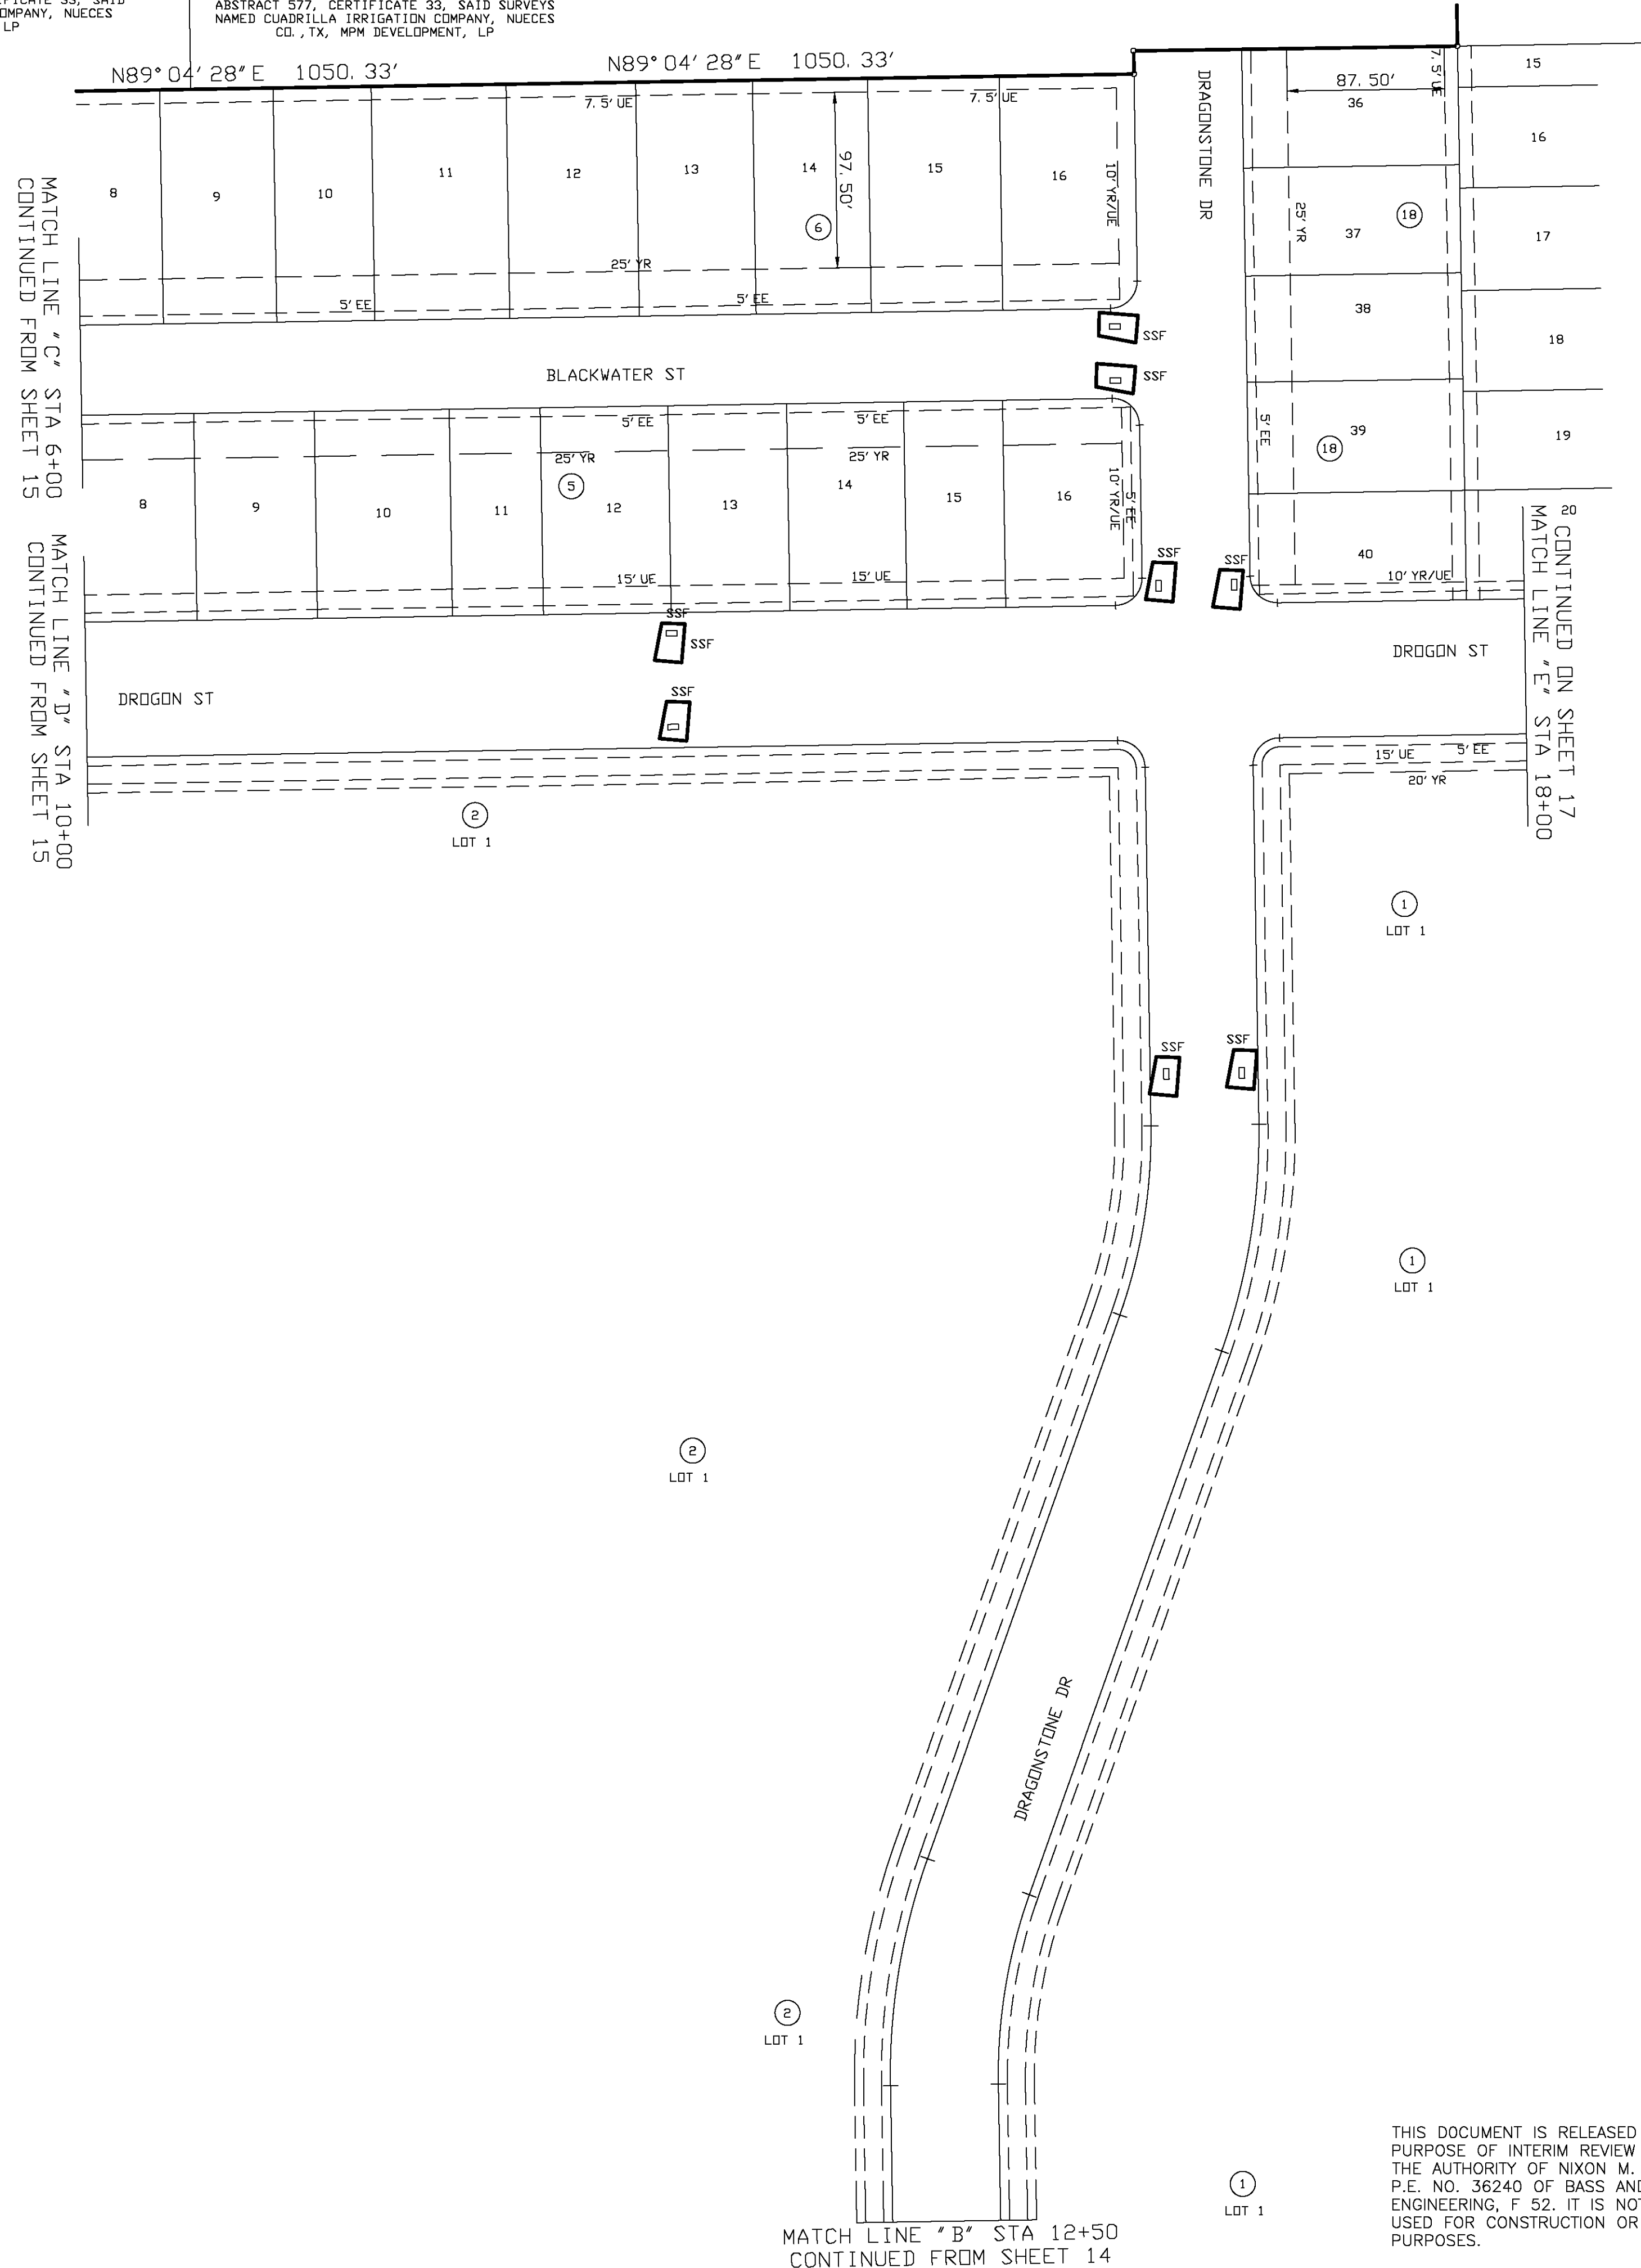 OMPANY, NUECES
LP
ABSTRACT 577, CERTIFICATE 33, SAID SURVEYS
NAMED CUADRILLA IRRIGATION COMPANY, NUECES
CO., TX, MPM DEVELOPMENT, LP
N89° 04' 28" E 1050. 33'
N89° 04' 28" E 1050. 33'
7. 5' UE
7. 5' UE
8
9
10
11
12
13
14
15
16
97. 50'
6
10' YR/UE
25' YR
5' EE
5' EE
DRAGONSTONE DR
87. 50'
7. 5' UE
36
37
38
39
40
18
18
25' YR
5' EE
10' YR/UE
15
16
17
18
19
20
SSF
SSF
BLACKWATER ST
MATCH LINE "C" STA 6+00
CONTINUED FROM SHEET 15
5' EE
5' EE
25' YR
25' YR
5
8
9
10
11
12
13
14
15
16
10' YR/UE
5' EE
15' UE
15' UE
SSF
SSF
SSF
SSF
SSF
MATCH LINE "D" STA 10+00
CONTINUED FROM SHEET 15
DROGON ST
DROGON ST
CONTINUED ON SHEET 17
MATCH LINE "E" STA 18+00
15' UE
5' EE
20' YR
2
LOT 1
1
LOT 1
SSF
SSF
1
LOT 1
2
LOT 1
DRAGONSTONE DR
2
LOT 1
1
LOT 1
MATCH LINE "B" STA 12+50
CONTINUED FROM SHEET 14
THIS DOCUMENT IS RELEASED
PURPOSE OF INTERIM REVIEW
THE AUTHORITY OF NIXON M.
P.E. NO. 36240 OF BASS AND
ENGINEERING, F 52. IT IS NOT
USED FOR CONSTRUCTION OR
PURPOSES.